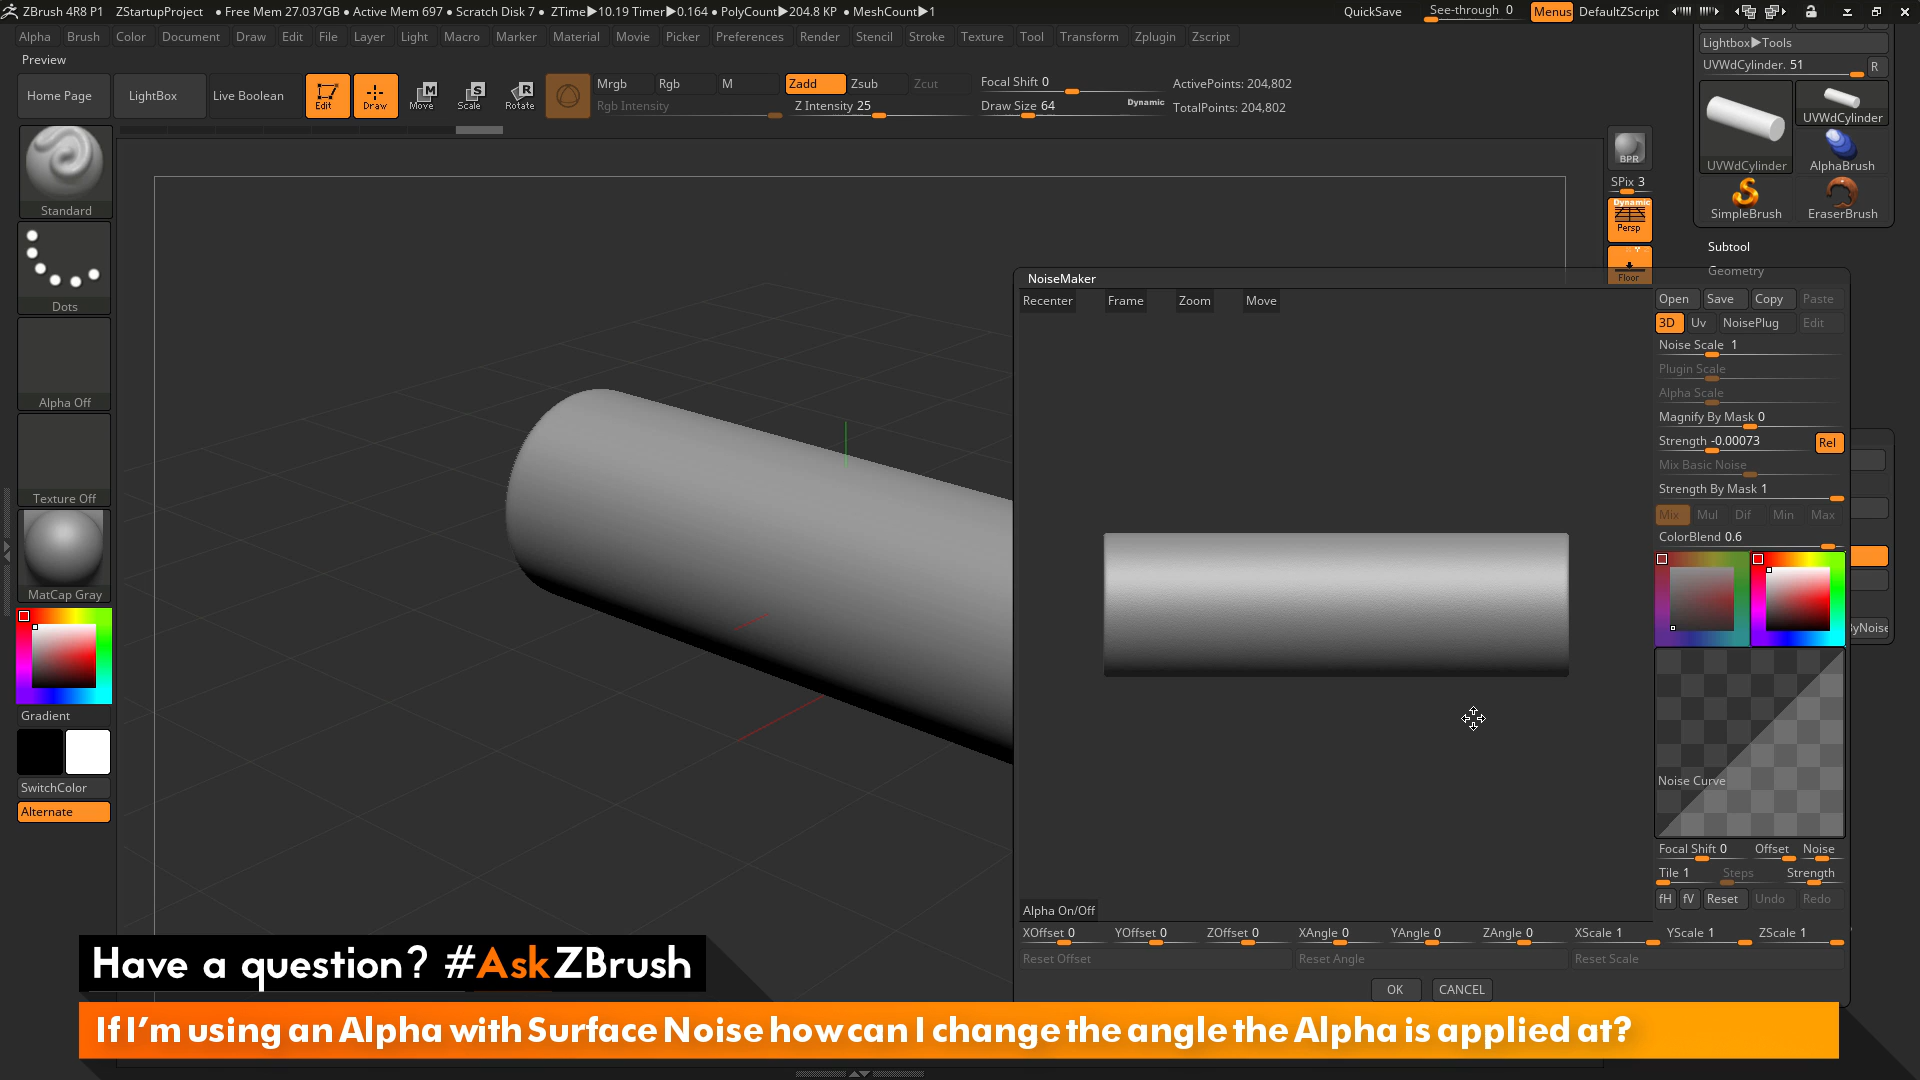 ZBrush 4R8 P1 ZStartupProject • Free Mem 27.037GB • Active Mem 697 • Scratch Disk 7 • ZTime▶10.19 Timer▶0.164 • PolyCount▶204.8 KP • MeshCount▶1 QuickSave See-through 0 Menus DefaultZScript
Alpha Brush Color Document Draw Edit File Layer Light Macro Marker Material Movie Picker Preferences Render Stencil Stroke Texture Tool Transform Zplugin Zscript
Preview
Home Page LightBox Live Boolean Edit Draw Move Scale Rotate
Mrgb Rgb M Zadd Zsub Zcut Focal Shift 0 ActivePoints: 204,802
Rgb Intensity Z Intensity 25 Draw Size 64 Dynamic TotalPoints: 204,802
Lightbox▶Tools
UVWdCylinder. 51 R
UVWdCylinder
UVWdCylinder
AlphaBrush
SimpleBrush EraserBrush
Subtool
Geometry
BPR
SPix 3
Dynamic
Persp
Floor
Standard
Dots
Alpha Off
Texture Off
MatCap Gray
Gradient
SwitchColor
Alternate
NoiseMaker
Recenter Frame Zoom Move
Open Save Copy Paste
3D Uv NoisePlug Edit
Noise Scale 1
Plugin Scale
Alpha Scale
Magnify By Mask 0
Strength -0.00073 Rel
Mix Basic Noise
Strength By Mask 1
Mix Mul Dif Min Max
ColorBlend 0.6
ByNoise
Noise Curve
Focal Shift 0 Offset Noise
Tile 1 Steps Strength
fH fV Reset Undo Redo
Alpha On/Off
XOffset 0 YOffset 0 ZOffset 0 XAngle 0 YAngle 0 ZAngle 0 XScale 1 YScale 1 ZScale 1
Reset Offset Reset Angle Reset Scale
OK CANCEL
Have a question? #AskZBrush
If I'm using an Alpha with Surface Noise how can I change the angle the Alpha is applied at?